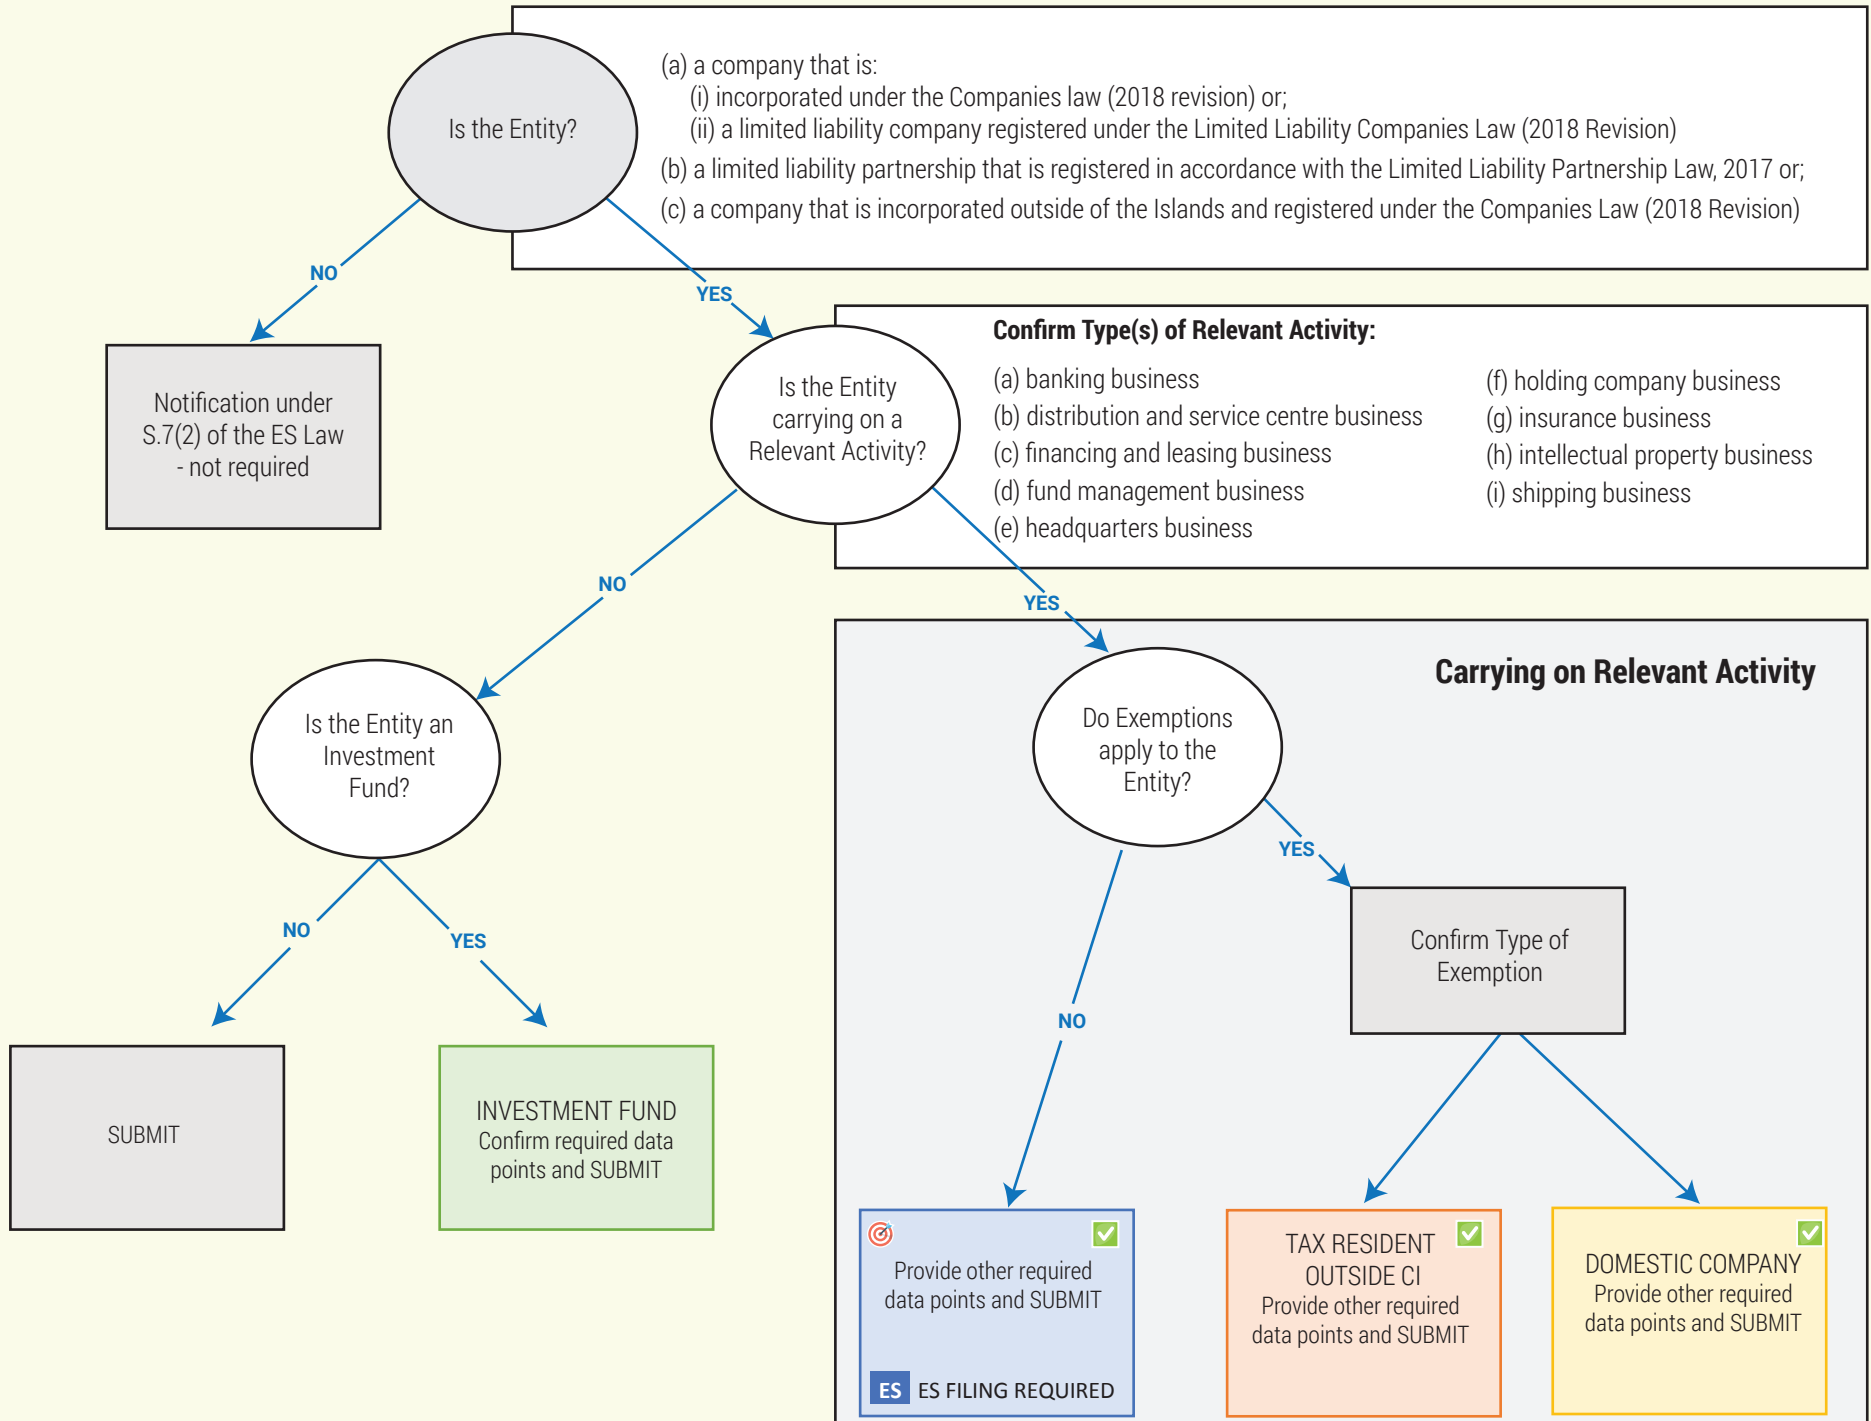 Is the Entity?
(a) a company that is:
(i) incorporated under the Companies law (2018 revision) or;
(ii) a limited liability company registered under the Limited Liability Companies Law (2018 Revision)
(b) a limited liability partnership that is registered in accordance with the Limited Liability Partnership Law, 2017 or;
(c) a company that is incorporated outside of the Islands and registered under the Companies Law (2018 Revision)
NO
YES
Notification under
S.7(2) of the ES Law
- not required
Is the Entity
carrying on a
Relevant Activity?
Confirm Type(s) of Relevant Activity:
(a) banking business
(b) distribution and service centre business
(c) financing and leasing business
(d) fund management business
(e) headquarters business
(f) holding company business
(g) insurance business
(h) intellectual property business
(i) shipping business
NO
YES
Carrying on Relevant Activity
Is the Entity an
Investment
Fund?
Do Exemptions
apply to the
Entity?
NO
YES
YES
NO
Confirm Type of
Exemption
SUBMIT
INVESTMENT FUND
Confirm required data
points and SUBMIT
Provide other required
data points and SUBMIT
ES ES FILING REQUIRED
TAX RESIDENT
OUTSIDE CI
Provide other required
data points and SUBMIT
DOMESTIC COMPANY
Provide other required
data points and SUBMIT